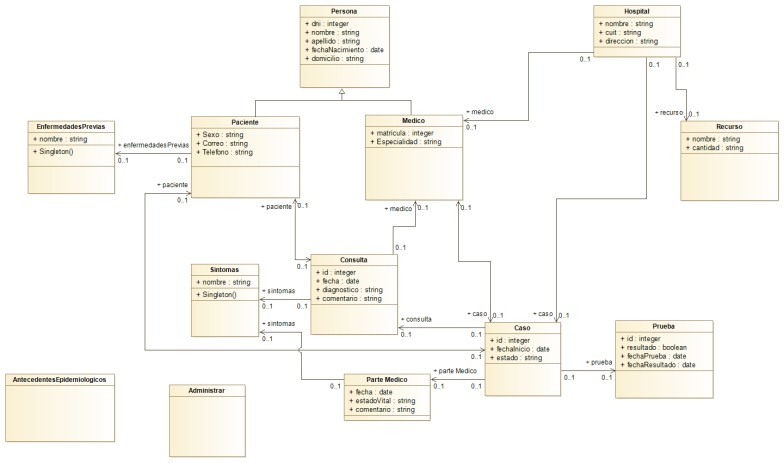 Persona
+ dni : integer
+ nombre : string
+ apellido : string
+ fechaNacimiento : date
+ domicilio : string
Hospital
+ nombre : string
+ cuit : string
+ direccion : string
0..1
0..1
0..1
+ medico
0..1
+ recurso
0..1
EnfermedadesPrevias
+ nombre : string
+ Singleton()
+ enfermedadesPrevias
0..1
0..1
Paciente
+ Sexo : string
+ Correo : string
+ Telefono : string
Medico
+ matricula : integer
+ Especialidad : string
Recurso
+ nombre : string
+ cantidad : string
+ paciente
0..1
+ paciente
0..1
+ medico
0..1
0..1
Sintomas
+ nombre : string
+ Singleton()
+ sintomas
0..1
0..1
+ sintomas
0..1
0..1
0..1
Consulta
+ id : integer
+ fecha : date
+ diagnostico : string
+ comentario : string
+ consulta
0..1
0..1
+ caso
0..1
+ caso
0..1
Caso
+ id : integer
+ fechaInicio : date
+ estado : string
0..1
+ prueba
0..1
0..1
Prueba
+ id : integer
+ resultado : boolean
+ fechaPrueba : date
+ fechaResultado : date
+ parte Medico
0..1
0..1
0..1
Parte Medico
+ fecha : date
+ estadoVital : string
+ comentario : string
AntecedentesEpidemiologicos
Administrar